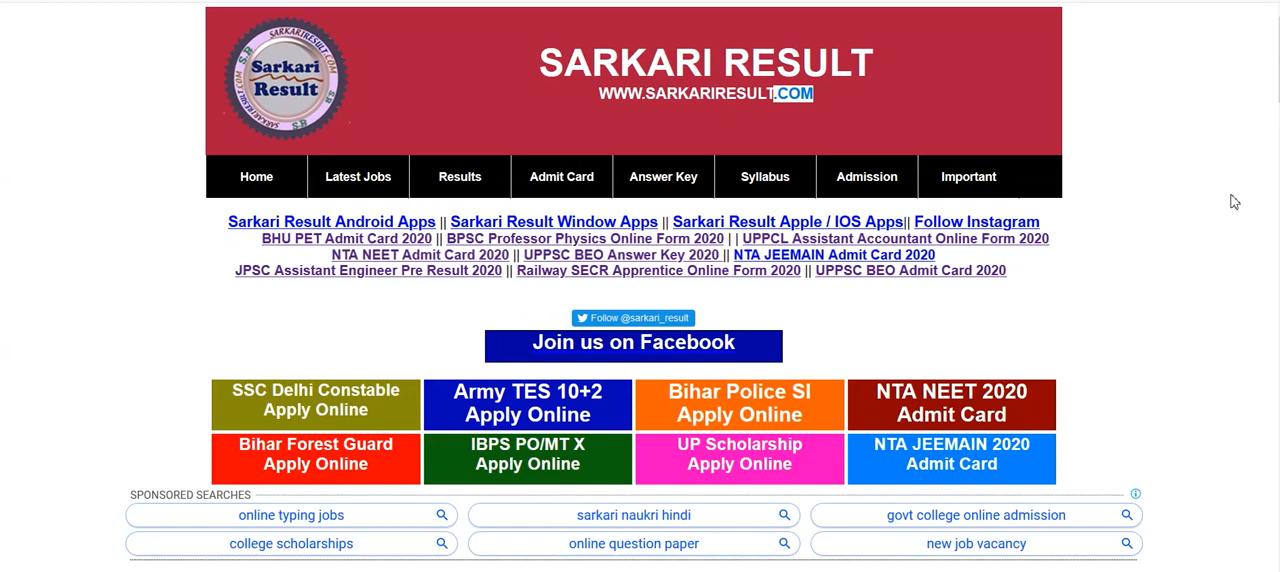 SARKARIRESULT.COM
S.R
Sarkari
Result
SARKARI RESULT
WWW.SARKARIRESULT.COM
Home Latest Jobs Results Admit Card Answer Key Syllabus Admission Important
Sarkari Result Android Apps || Sarkari Result Window Apps || Sarkari Result Apple / IOS Apps|| Follow Instagram
BHU PET Admit Card 2020 || BPSC Professor Physics Online Form 2020 | | UPPCL Assistant Accountant Online Form 2020
NTA NEET Admit Card 2020 || UPPSC BEO Answer Key 2020 || NTA JEEMAIN Admit Card 2020
JPSC Assistant Engineer Pre Result 2020 || Railway SECR Apprentice Online Form 2020 || UPPSC BEO Admit Card 2020
Follow @sarkari_result
Join us on Facebook
SSC Delhi Constable
Apply Online
Army TES 10+2
Apply Online
Bihar Police SI
Apply Online
NTA NEET 2020
Admit Card
Bihar Forest Guard
Apply Online
IBPS PO/MT X
Apply Online
UP Scholarship
Apply Online
NTA JEEMAIN 2020
Admit Card
SPONSORED SEARCHES
online typing jobs sarkari naukri hindi govt college online admission
college scholarships online question paper new job vacancy